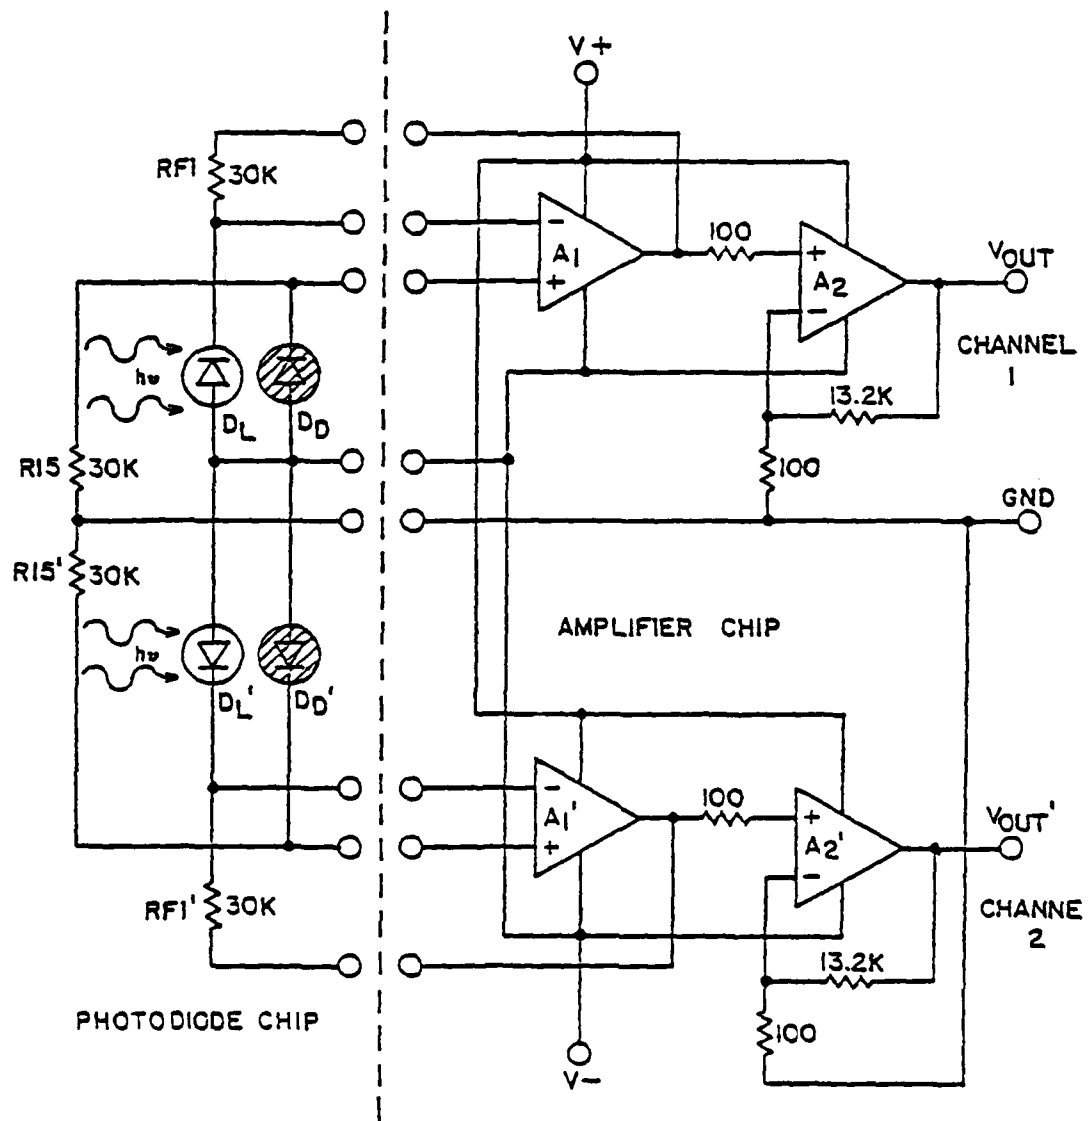 V+
RF1
30K
-
A1
+
100
+
A2
-
VOUT
CHANNEL
1
hν
DL
DD
13.2K
R15
30K
100
GND
R15'
30K
AMPLIFIER CHIP
hν
DL'
DD'
-
A1'
+
100
+
A2'
-
VOUT'
RF1'
30K
CHANNE
2
13.2K
PHOTODIODE CHIP
100
V-